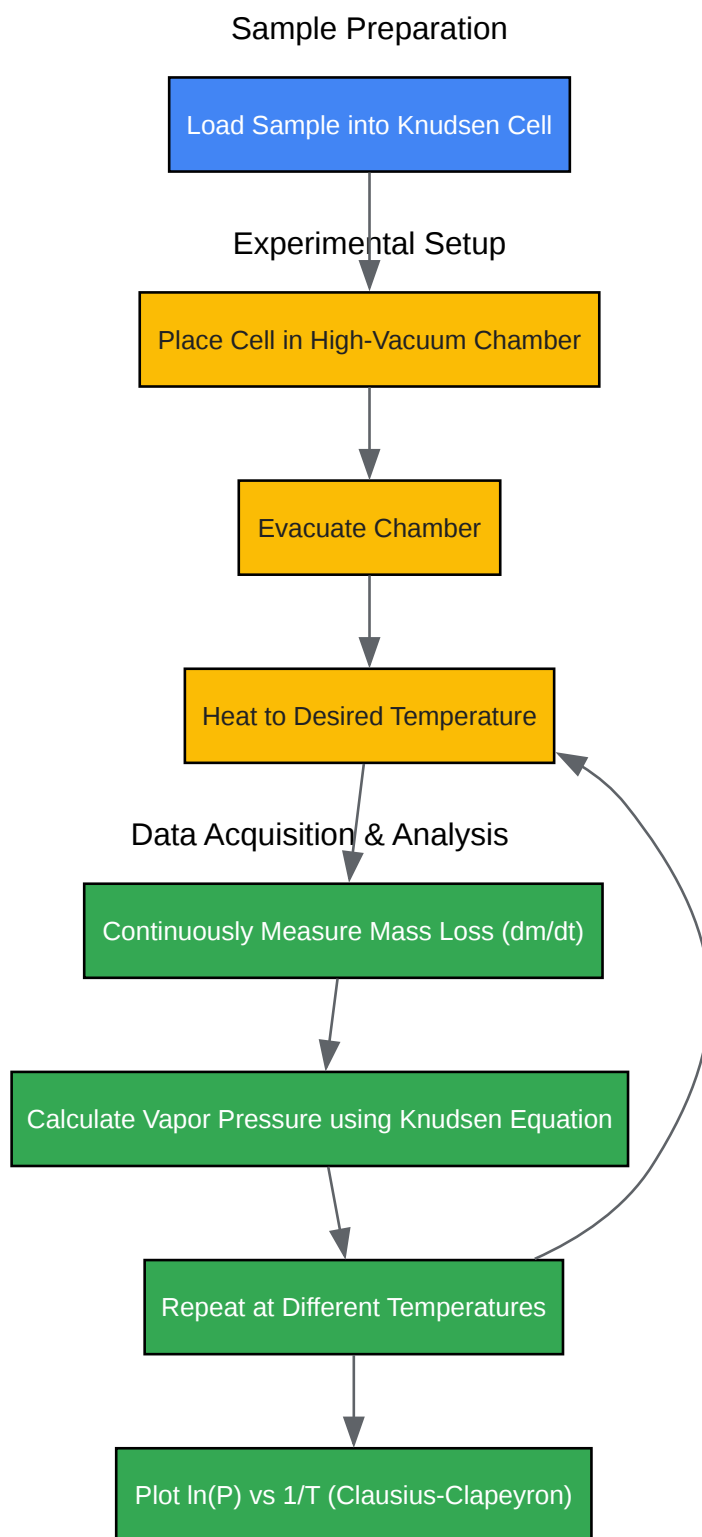 Sample Preparation
Load Sample into Knudsen Cell
Experimental Setup
Place Cell in High-Vacuum Chamber
Evacuate Chamber
Heat to Desired Temperature
Data Acquisition & Analysis
Continuously Measure Mass Loss (dm/dt)
Calculate Vapor Pressure using Knudsen Equation
Repeat at Different Temperatures
Plot ln(P) vs 1/T (Clausius-Clapeyron)